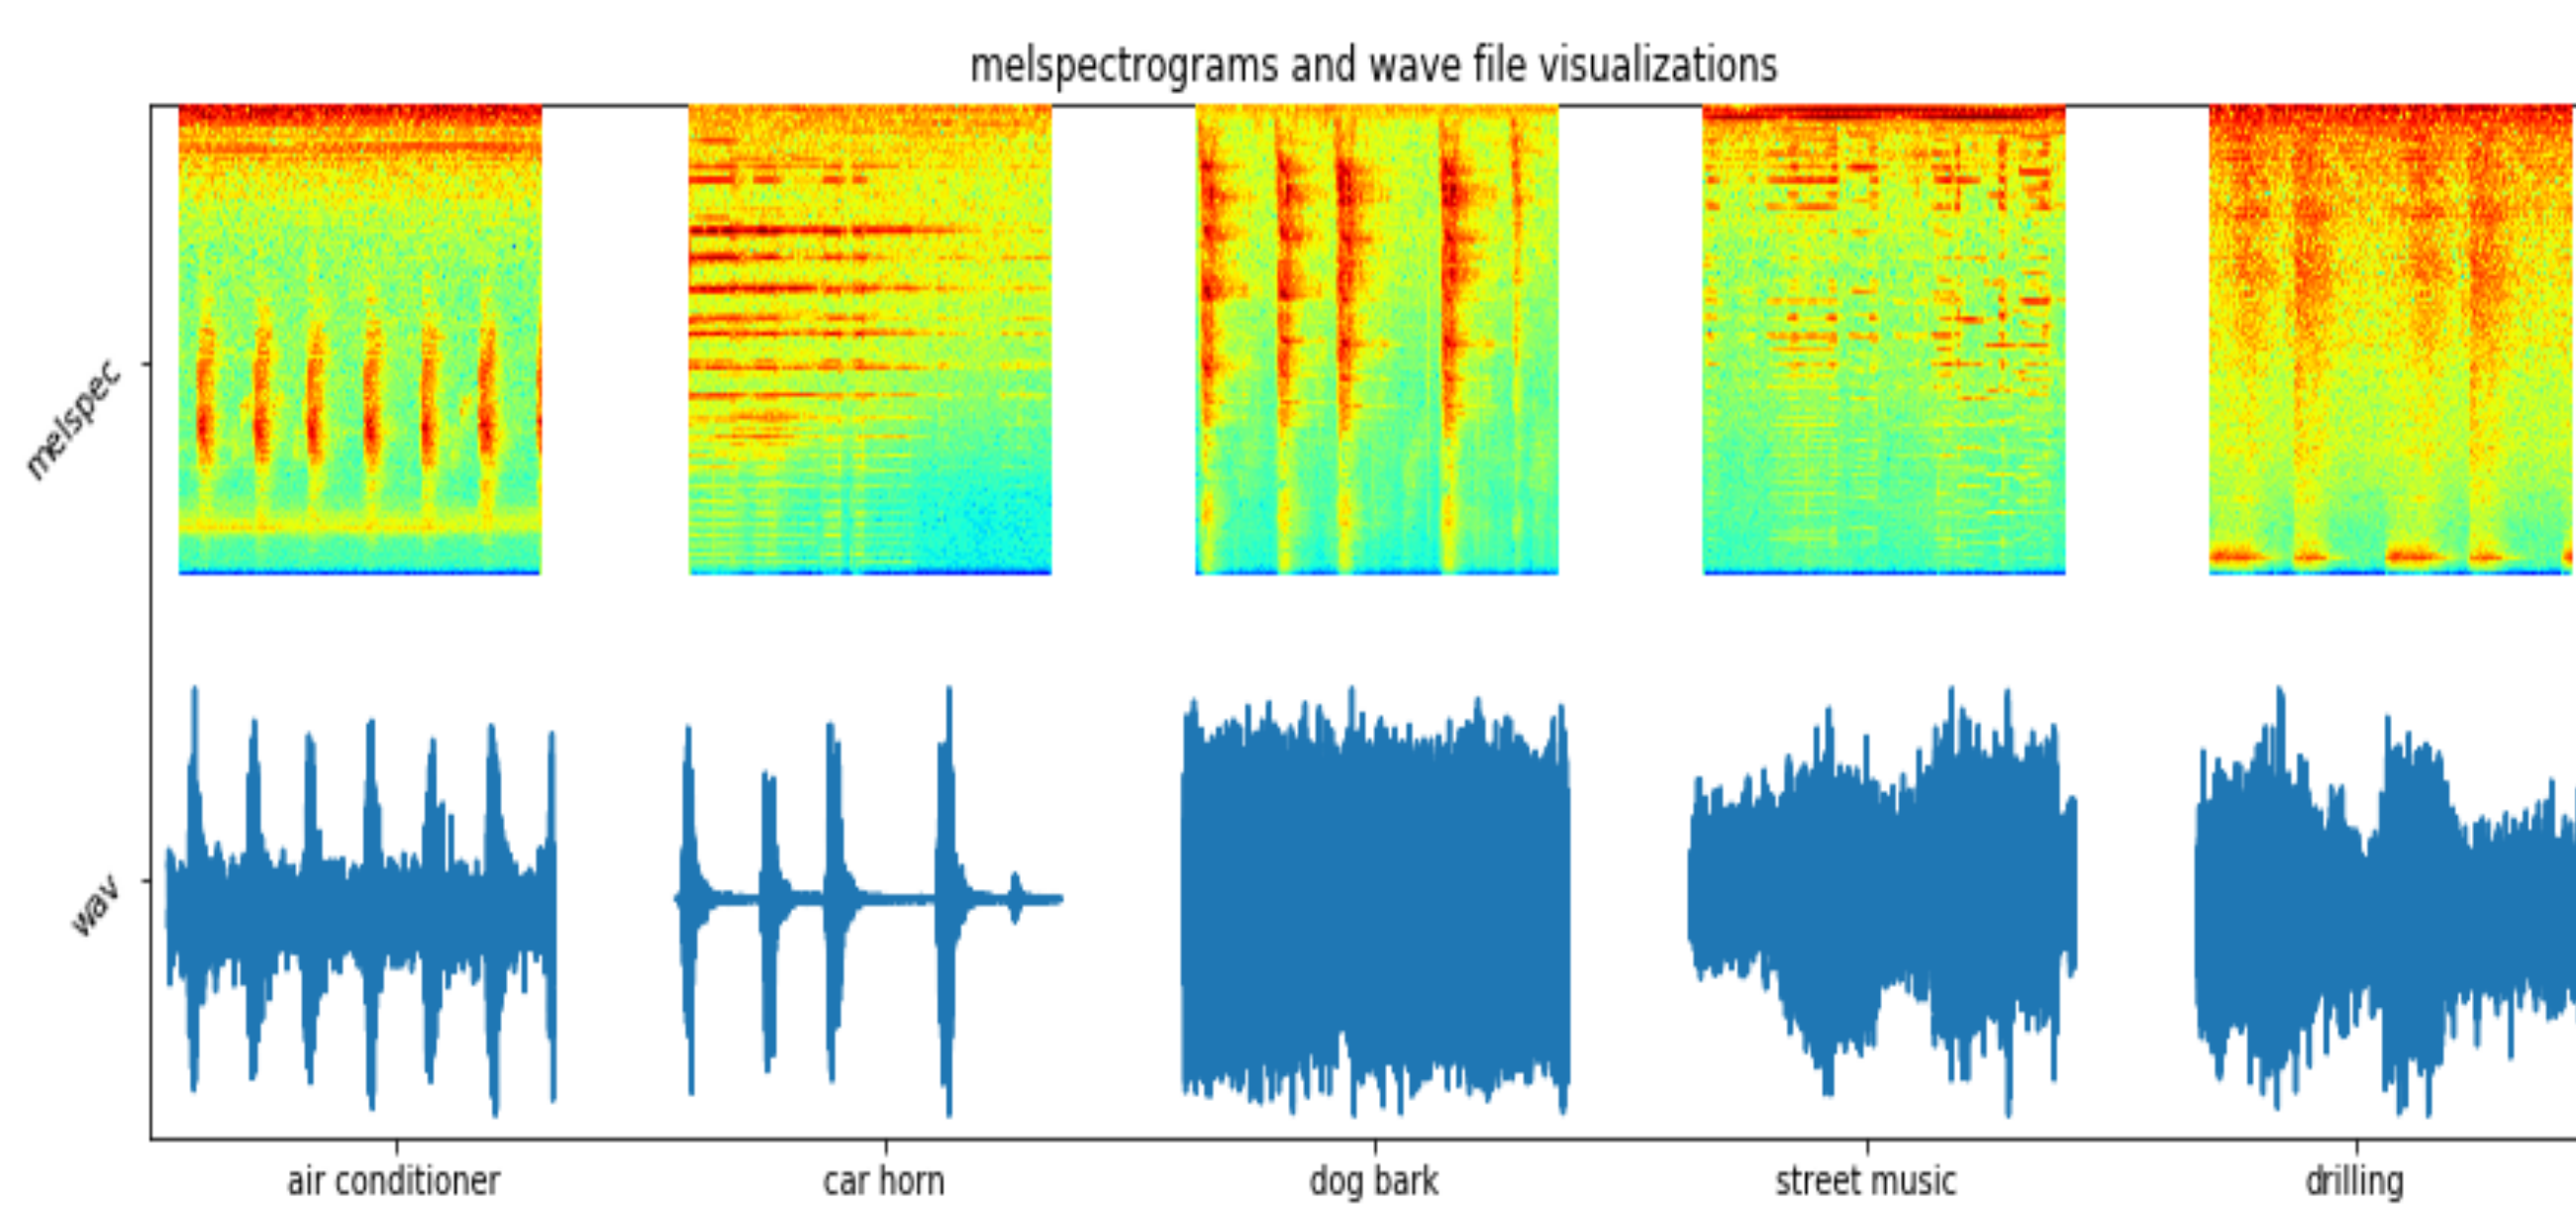 melspectrograms and wave file visualizations
melspec
wav
air conditioner
car horn
dog bark
street music
drilling